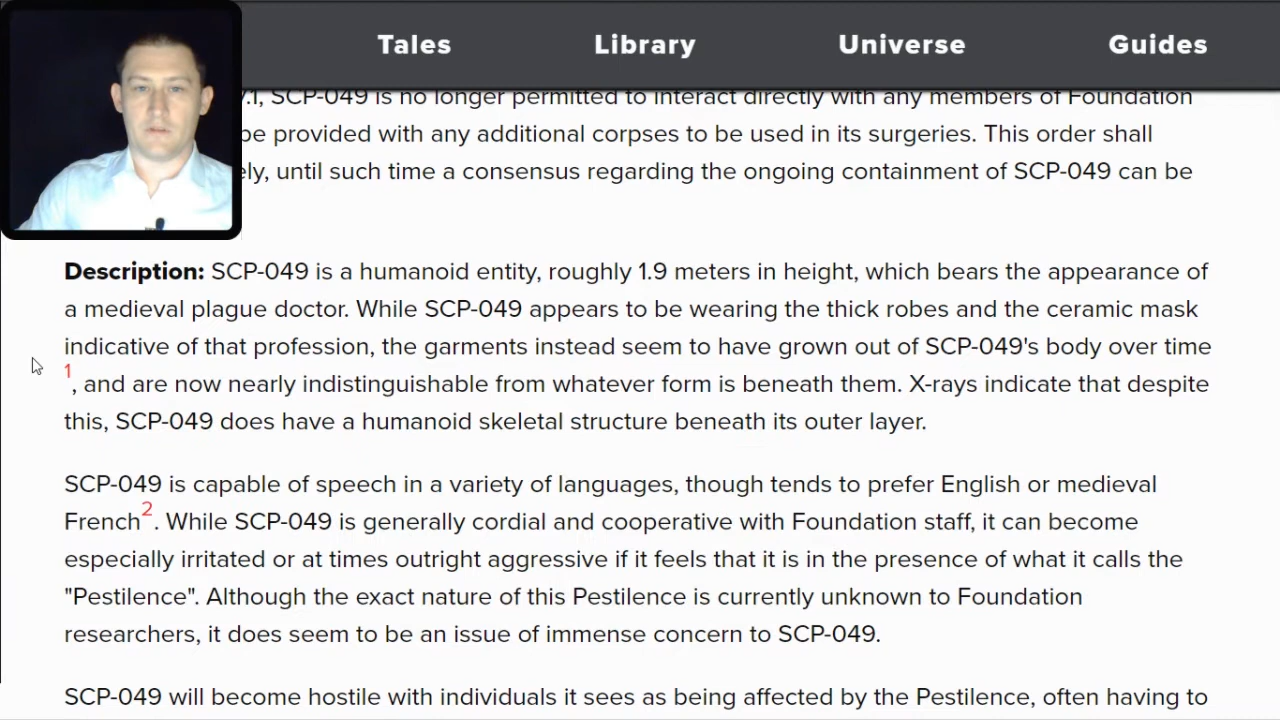 Tales Library Universe Guides
SCP-049 is no longer permitted to interact directly with any members of Foundation
be provided with any additional corpses to be used in its surgeries. This order shall
ely, until such time a consensus regarding the ongoing containment of SCP-049 can be
Description: SCP-049 is a humanoid entity, roughly 1.9 meters in height, which bears the appearance of
a medieval plague doctor. While SCP-049 appears to be wearing the thick robes and the ceramic mask
indicative of that profession, the garments instead seem to have grown out of SCP-049's body over time
1, and are now nearly indistinguishable from whatever form is beneath them. X-rays indicate that despite
this, SCP-049 does have a humanoid skeletal structure beneath its outer layer.
SCP-049 is capable of speech in a variety of languages, though tends to prefer English or medieval
French2. While SCP-049 is generally cordial and cooperative with Foundation staff, it can become
especially irritated or at times outright aggressive if it feels that it is in the presence of what it calls the
"Pestilence". Although the exact nature of this Pestilence is currently unknown to Foundation
researchers, it does seem to be an issue of immense concern to SCP-049.
SCP-049 will become hostile with individuals it sees as being affected by the Pestilence, often having to